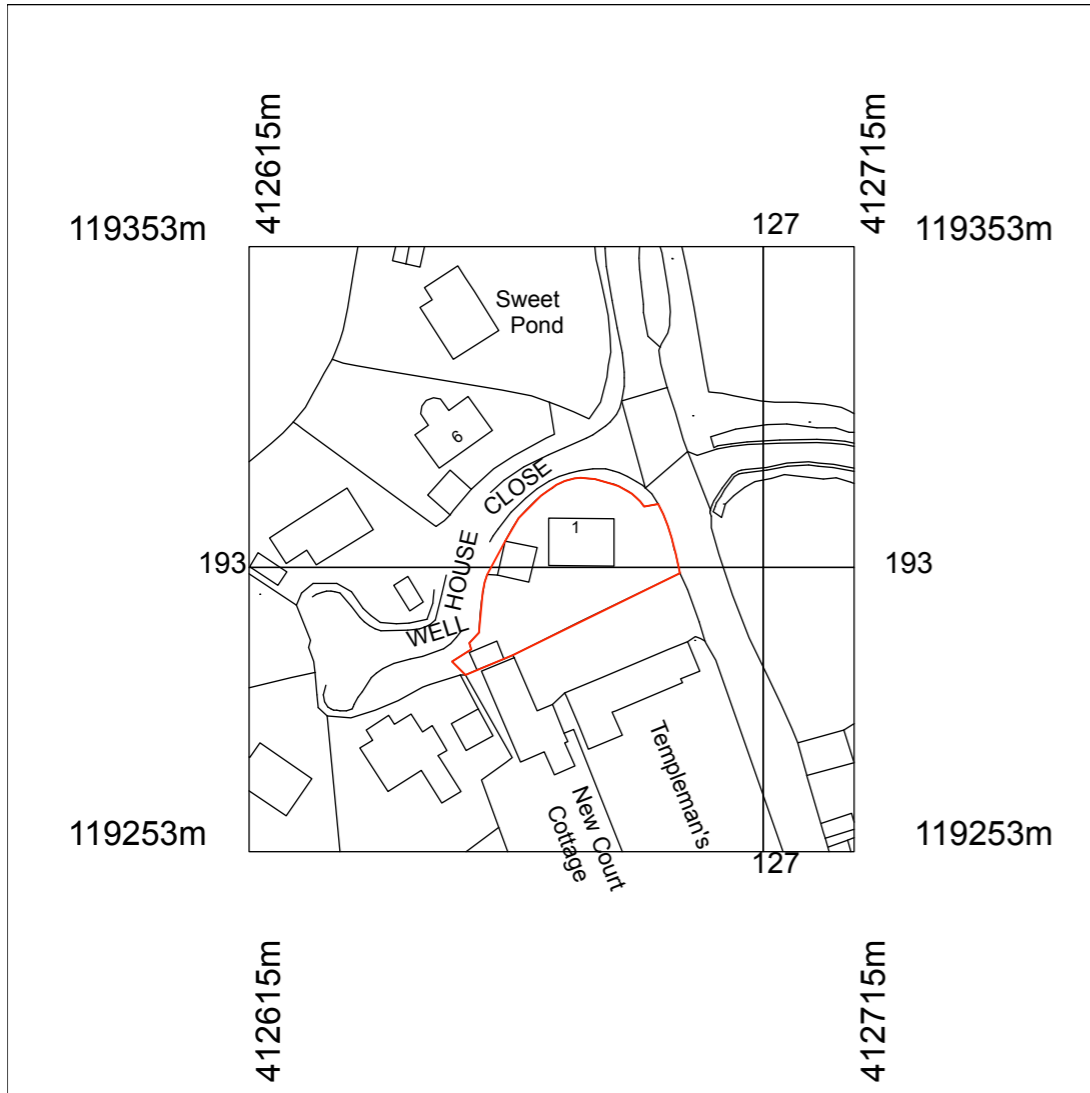 412615m
412715m
119353m
127
119353m
Sweet
Pond
6
CLOSE
1
HOUSE
193
193
WELL
Templeman's
New Court
Cottage
119253m
127
119253m
412615m
412715m